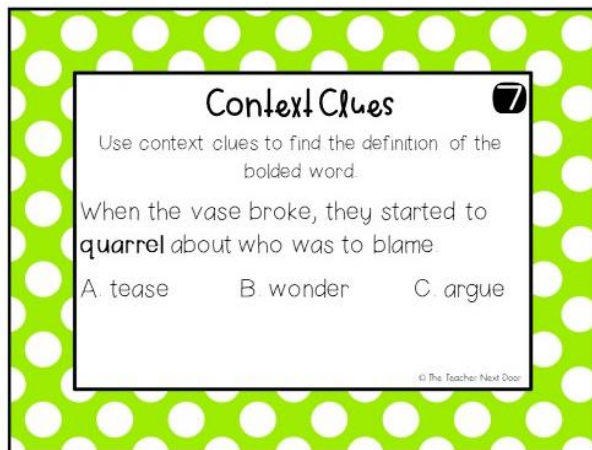 Context Clues
7
Use context clues to find the definition of the
bolded word.
When the vase broke, they started to
quarrel about who was to blame.
A. tease B. wonder C. argue
© The Teacher Next Door